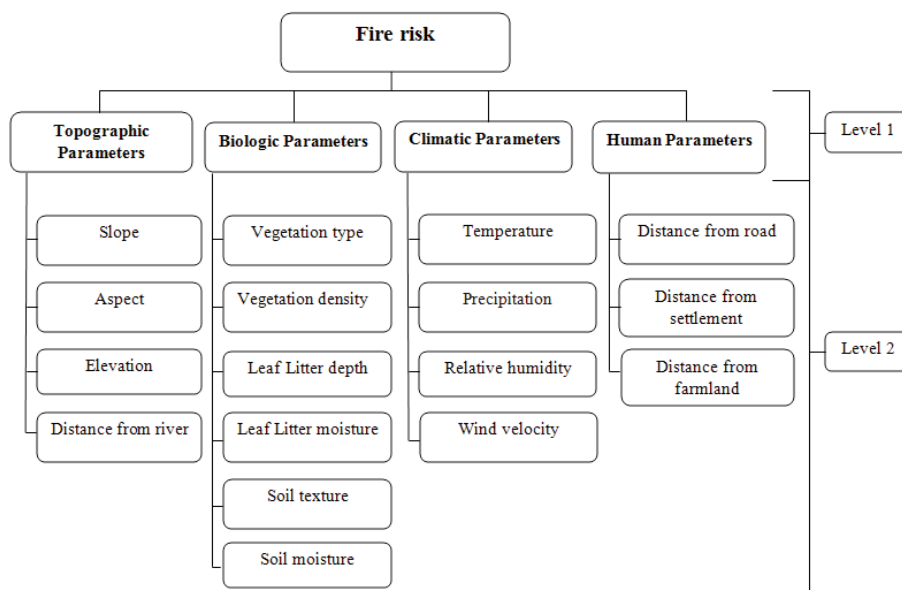 Fire risk
Topographic
Parameters
Biologic Parameters
Climatic Parameters
Human Parameters
Level 1
Slope
Aspect
Elevation
Distance from river
Vegetation type
Vegetation density
Leaf Litter depth
Leaf Litter moisture
Soil texture
Soil moisture
Temperature
Precipitation
Relative humidity
Wind velocity
Distance from road
Distance from
settlement
Distance from
farmland
Level 2